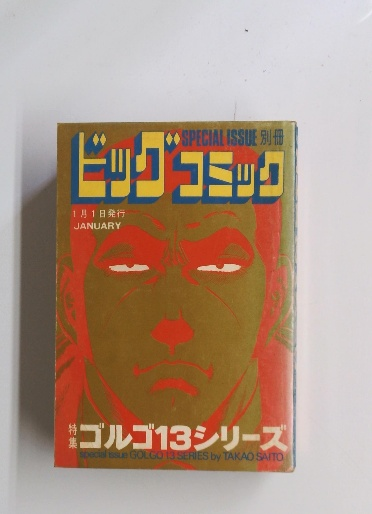 SPECIAL ISSUE 別冊
ビッグコミック
1月1日発行
JANUARY
特集 ゴルゴ13シリーズ
special issue GOLGO 13 SERIES by TAKAO SAITO